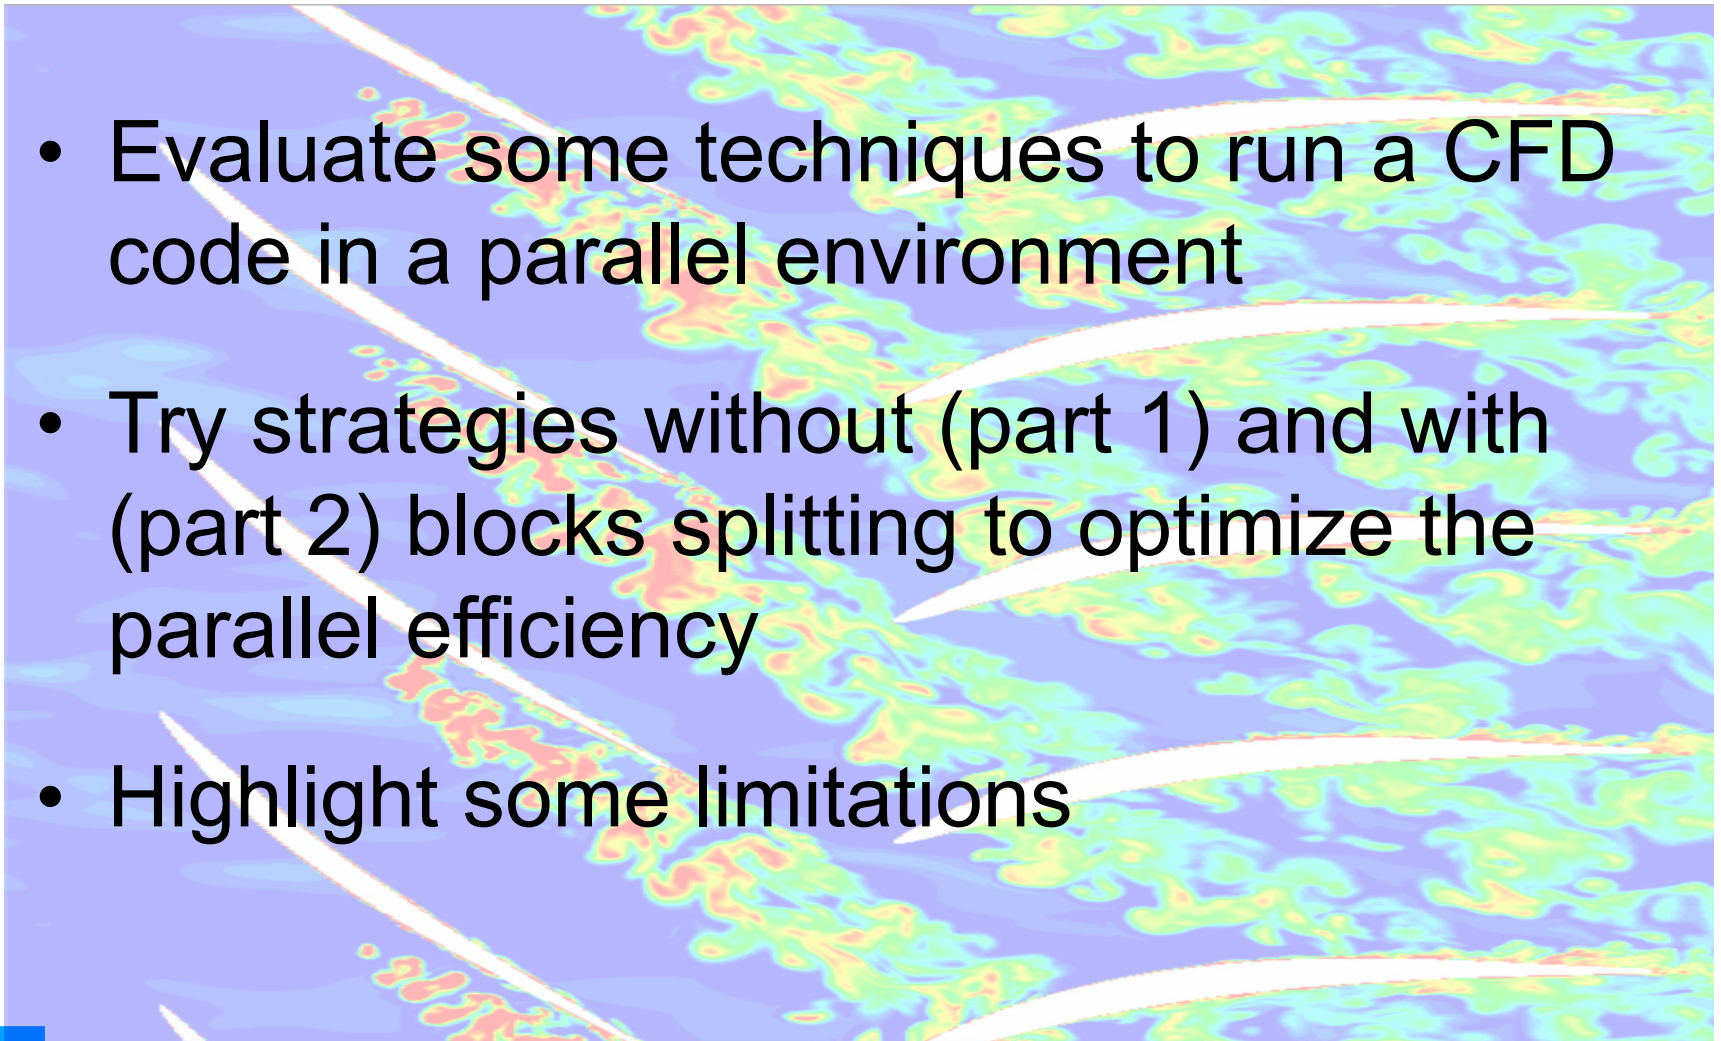 • Evaluate some techniques to run a CFD
code in a parallel environment
• Try strategies without (part 1) and with
(part 2) blocks splitting to optimize the
parallel efficiency
• Highlight some limitations